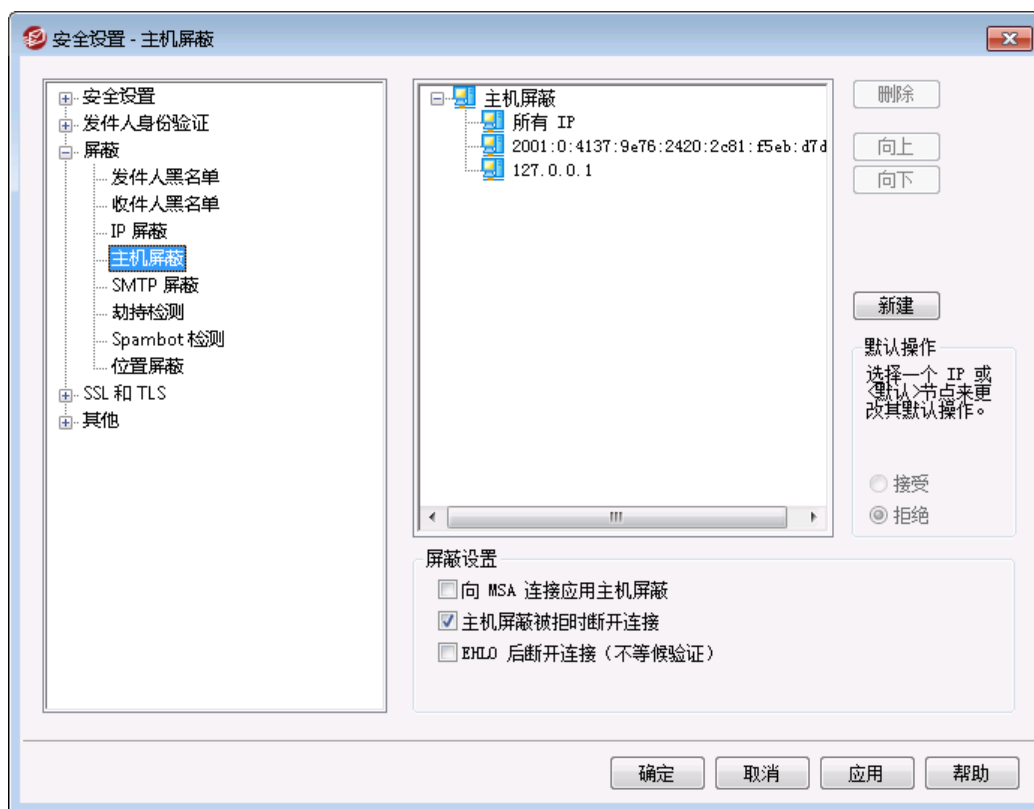 安全设置 - 主机屏蔽
安全设置
发件人身份验证
屏蔽
发件人黑名单
收件人黑名单
IP 屏蔽
主机屏蔽
SMTP 屏蔽
劫持检测
Spambot 检测
位置屏蔽
SSL 和 TLS
其他
主机屏蔽
所有 IP
2001:0:4137:9e76:2420:2c81:f5eb:d7d
127.0.0.1
删除
向上
向下
新建
默认操作
选择一个 IP 或
<默认>节点来更
改其默认操作。
接受
拒绝
屏蔽设置
向 MSA 连接应用主机屏蔽
主机屏蔽被拒时断开连接
EHLO 后断开连接（不等候验证）
确定
取消
应用
帮助